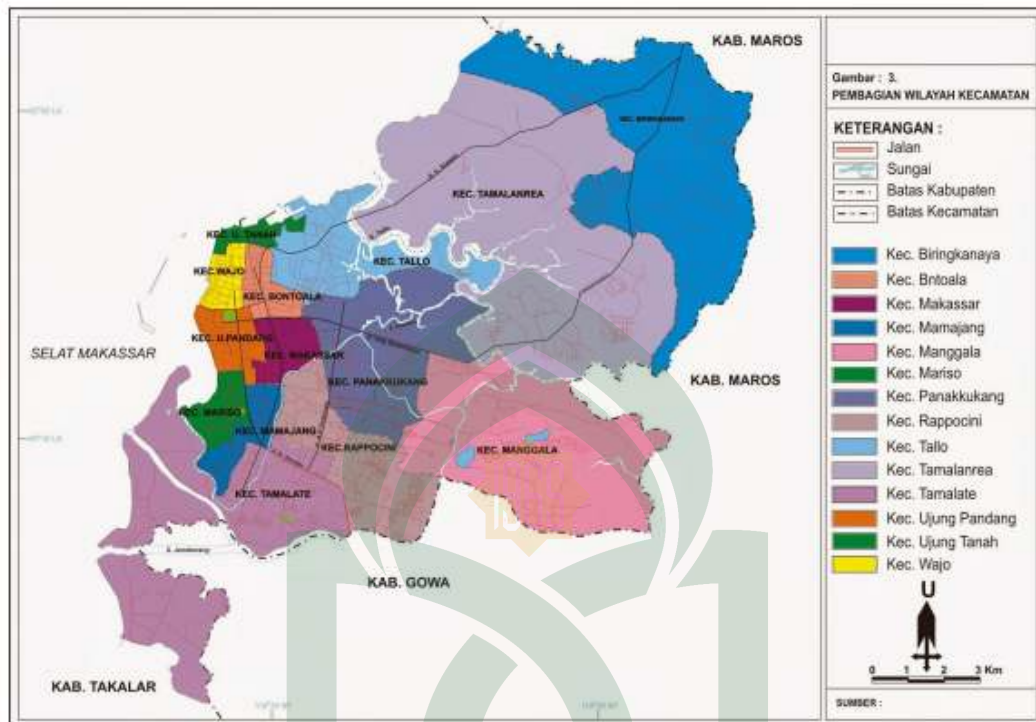 KAB. MAROS
KEC. BIRINGKANAYA
KEC. TAMALANREA
KEC. U. TANAH
KEC. TALLO
KEC.WAJO
KEC. BONTOALA
KEC. U.PANDANG
SELAT MAKASSAR
KEC. MAKASSAR
KEC. PANAKKUKANG
KAB. MAROS
KEC. MARISO
KEC. MAMAJANG
KEC.RAPPOCINI
KEC. MANGGALA
KEC. TAMALATE
KAB. GOWA
KAB. TAKALAR
Gambar : 3.
PEMBAGIAN WILAYAH KECAMATAN
KETERANGAN :
Jalan
Sungai
Batas Kabupaten
Batas Kecamatan
Kec. Biringkanaya
Kec. Bntoala
Kec. Makassar
Kec. Mamajang
Kec. Manggala
Kec. Mariso
Kec. Panakkukang
Kec. Rappocini
Kec. Tallo
Kec. Tamalanrea
Kec. Tamalate
Kec. Ujung Pandang
Kec. Ujung Tanah
Kec. Wajo
U
0 1 2 3 Km
SUMBER :